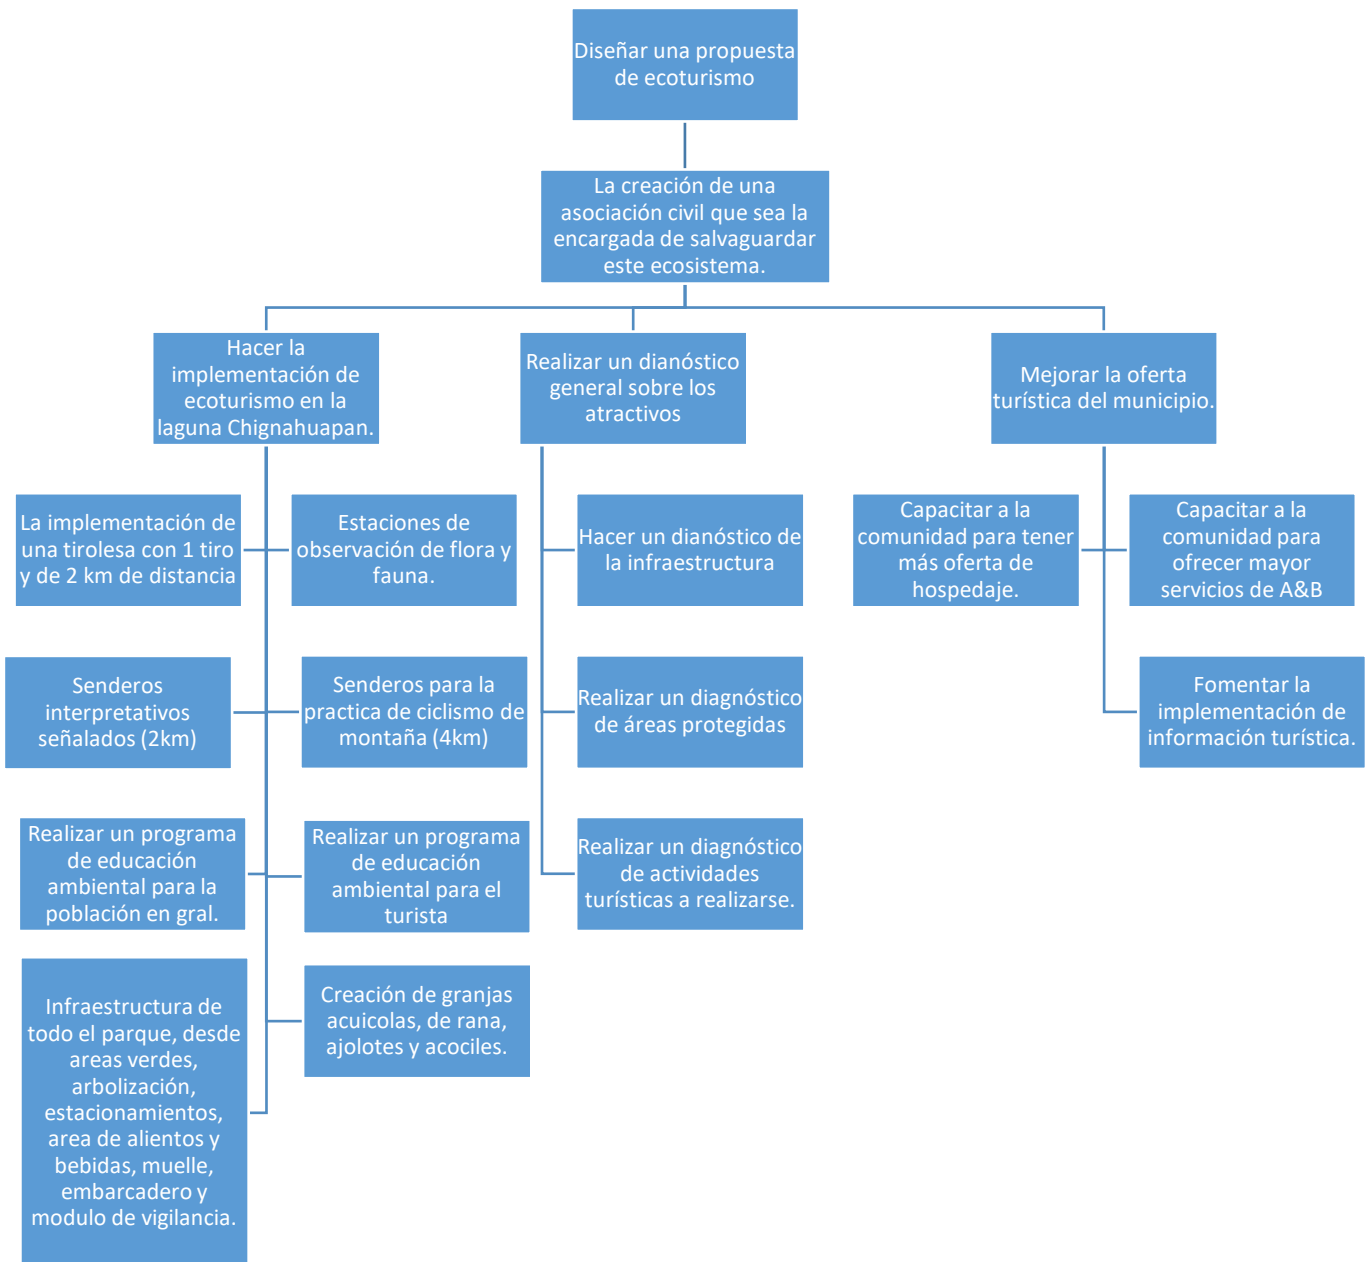 Diseñar una propuesta
de ecoturismo
La creación de una
asociación civil que sea la
encargada de salvaguardar
este ecosistema.
Hacer la
implementación de
ecoturismo en la
laguna Chignahuapan.
Realizar un dianóstico
general sobre los
atractivos
Mejorar la oferta
turística del municipio.
La implementación de
una tirolesa con 1 tiro
y de 2 km de distancia
Estaciones de
observación de flora y
fauna.
Hacer un dianóstico de
la infraestructura
Capacitar a la
comunidad para tener
más oferta de
hospedaje.
Capacitar a la
comunidad para
ofrecer mayor
servicios de A&B
Senderos
interpretativos
señalados (2km)
Senderos para la
practica de ciclismo de
montaña (4km)
Realizar un diagnóstico
de áreas protegidas
Fomentar la
implementación de
información turística.
Realizar un programa
de educación
ambiental para la
población en gral.
Realizar un programa
de educación
ambiental para el
turista
Realizar un diagnóstico
de actividades
turísticas a realizarse.
Infraestructura de
todo el parque, desde
areas verdes,
arbolización,
estacionamientos,
area de alientos y
bebidas, muelle,
embarcadero y
modulo de vigilancia.
Creación de granjas
acuicolas, de rana,
ajolotes y acociles.